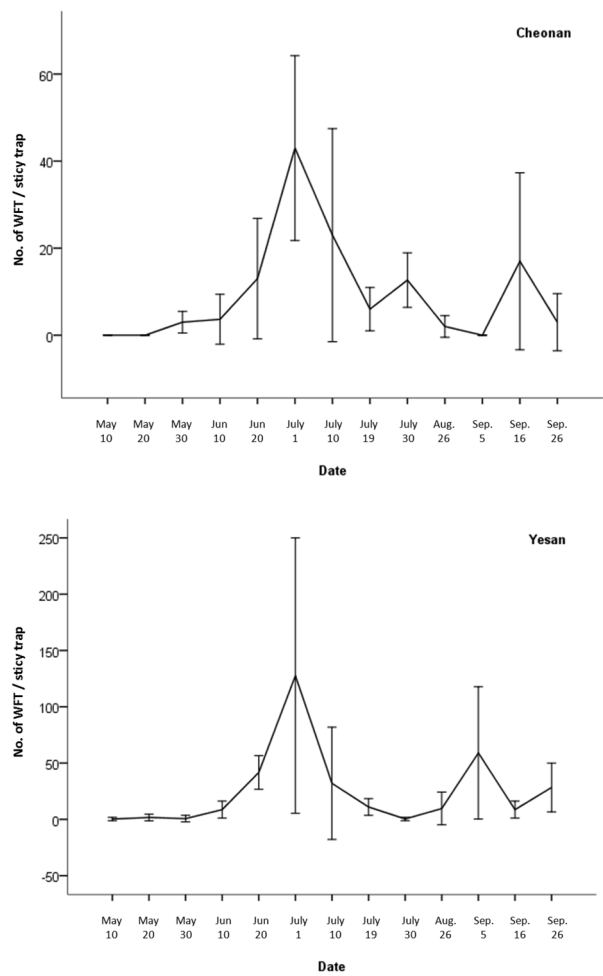 Cheonan
60
40
20
0
No. of WFT / sticy trap
May May May Jun Jun July July July July Aug. Sep. Sep. Sep.
10 20 30 10 20 1 10 19 30 26 5 16 26
Date
Yesan
250
200
150
100
50
0
-50
No. of WFT / sticy trap
May May May Jun Jun July July July July Aug. Sep. Sep. Sep.
10 20 30 10 20 1 10 19 30 26 5 16 26
Date